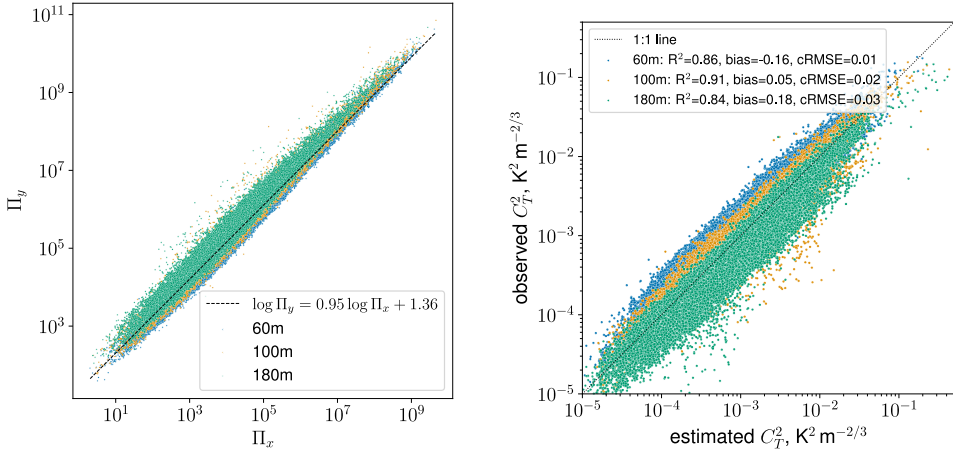 10^11
10^9
10^7
10^5
10^3
Π_y
log Π_y = 0.95 log Π_x + 1.36
60m
100m
180m
10^1
10^3
10^5
10^7
10^9
Π_x
1:1 line
60m: R^2=0.86, bias=-0.16, cRMSE=0.01
100m: R^2=0.91, bias=0.05, cRMSE=0.02
180m: R^2=0.84, bias=0.18, cRMSE=0.03
10^-1
10^-2
10^-3
10^-4
10^-5
observed C_T^2, K^2 m^-2/3
10^-5
10^-4
10^-3
10^-2
10^-1
estimated C_T^2, K^2 m^-2/3